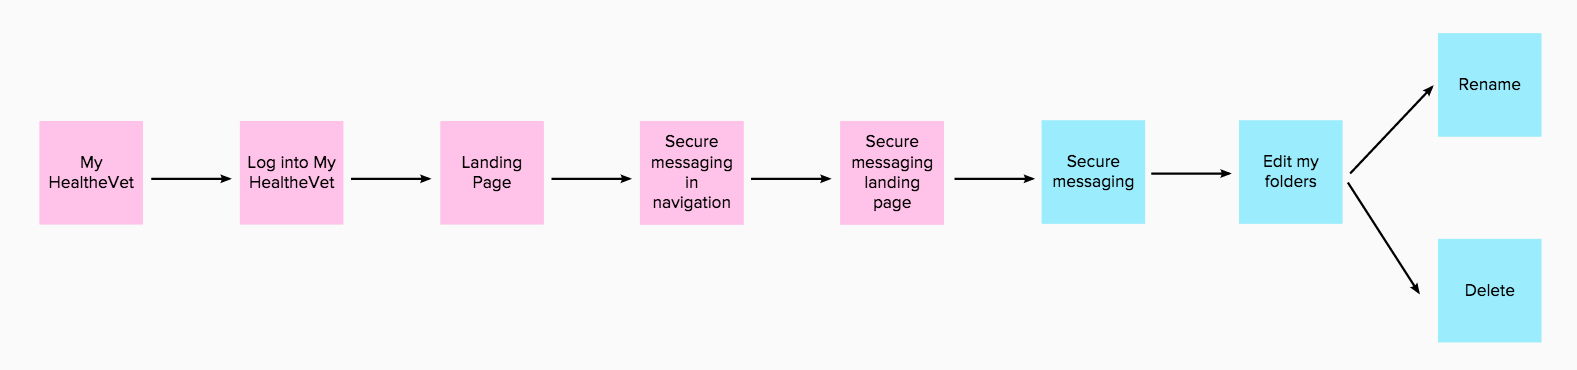 My
HealtheVet
Log into My
HealtheVet
Landing
Page
Secure
messaging
in
navigation
Secure
messaging
landing
page
Secure
messaging
Edit my
folders
Rename
Delete